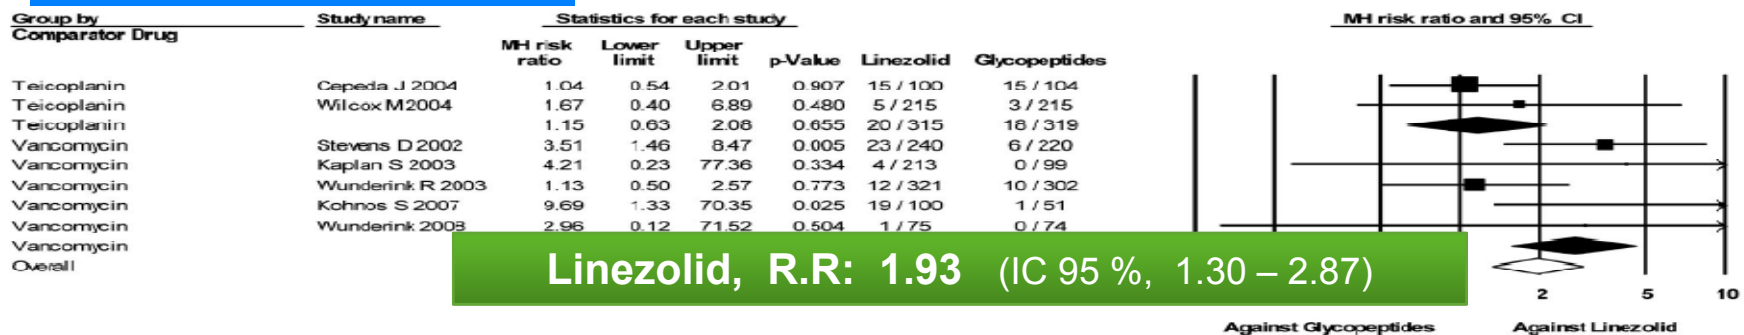 Group by Study name Statistics for each study MH risk ratio and 95% CI
Comparator Drug
MH risk ratio Lower limit Upper limit p-Value Linezolid Glycopeptides
Teicoplanin Cepeda J 2004 1.04 0.54 2.01 0.907 15 / 100 15 / 104
Teicoplanin Wilcox M2004 1.67 0.40 6.89 0.480 5 / 215 3 / 215
Teicoplanin 1.15 0.63 2.08 0.655 20 / 315 18 / 319
Vancomycin Stevens D 2002 3.51 1.46 8.47 0.005 23 / 240 6 / 220
Vancomycin Kaplan S 2003 4.21 0.23 77.36 0.334 4 / 213 0 / 99
Vancomycin Wunderink R 2003 1.13 0.50 2.57 0.773 12 / 321 10 / 302
Vancomycin Kohnos S 2007 9.69 1.33 70.35 0.025 19 / 100 1 / 51
Vancomycin Wunderink 2008 2.96 0.12 71.52 0.504 1 / 75 0 / 74
Vancomycin
Overall
Linezolid, R.R: 1.93 (IC 95 %, 1.30 – 2.87)
2 5 10
Against Glycopeptides Against Linezolid